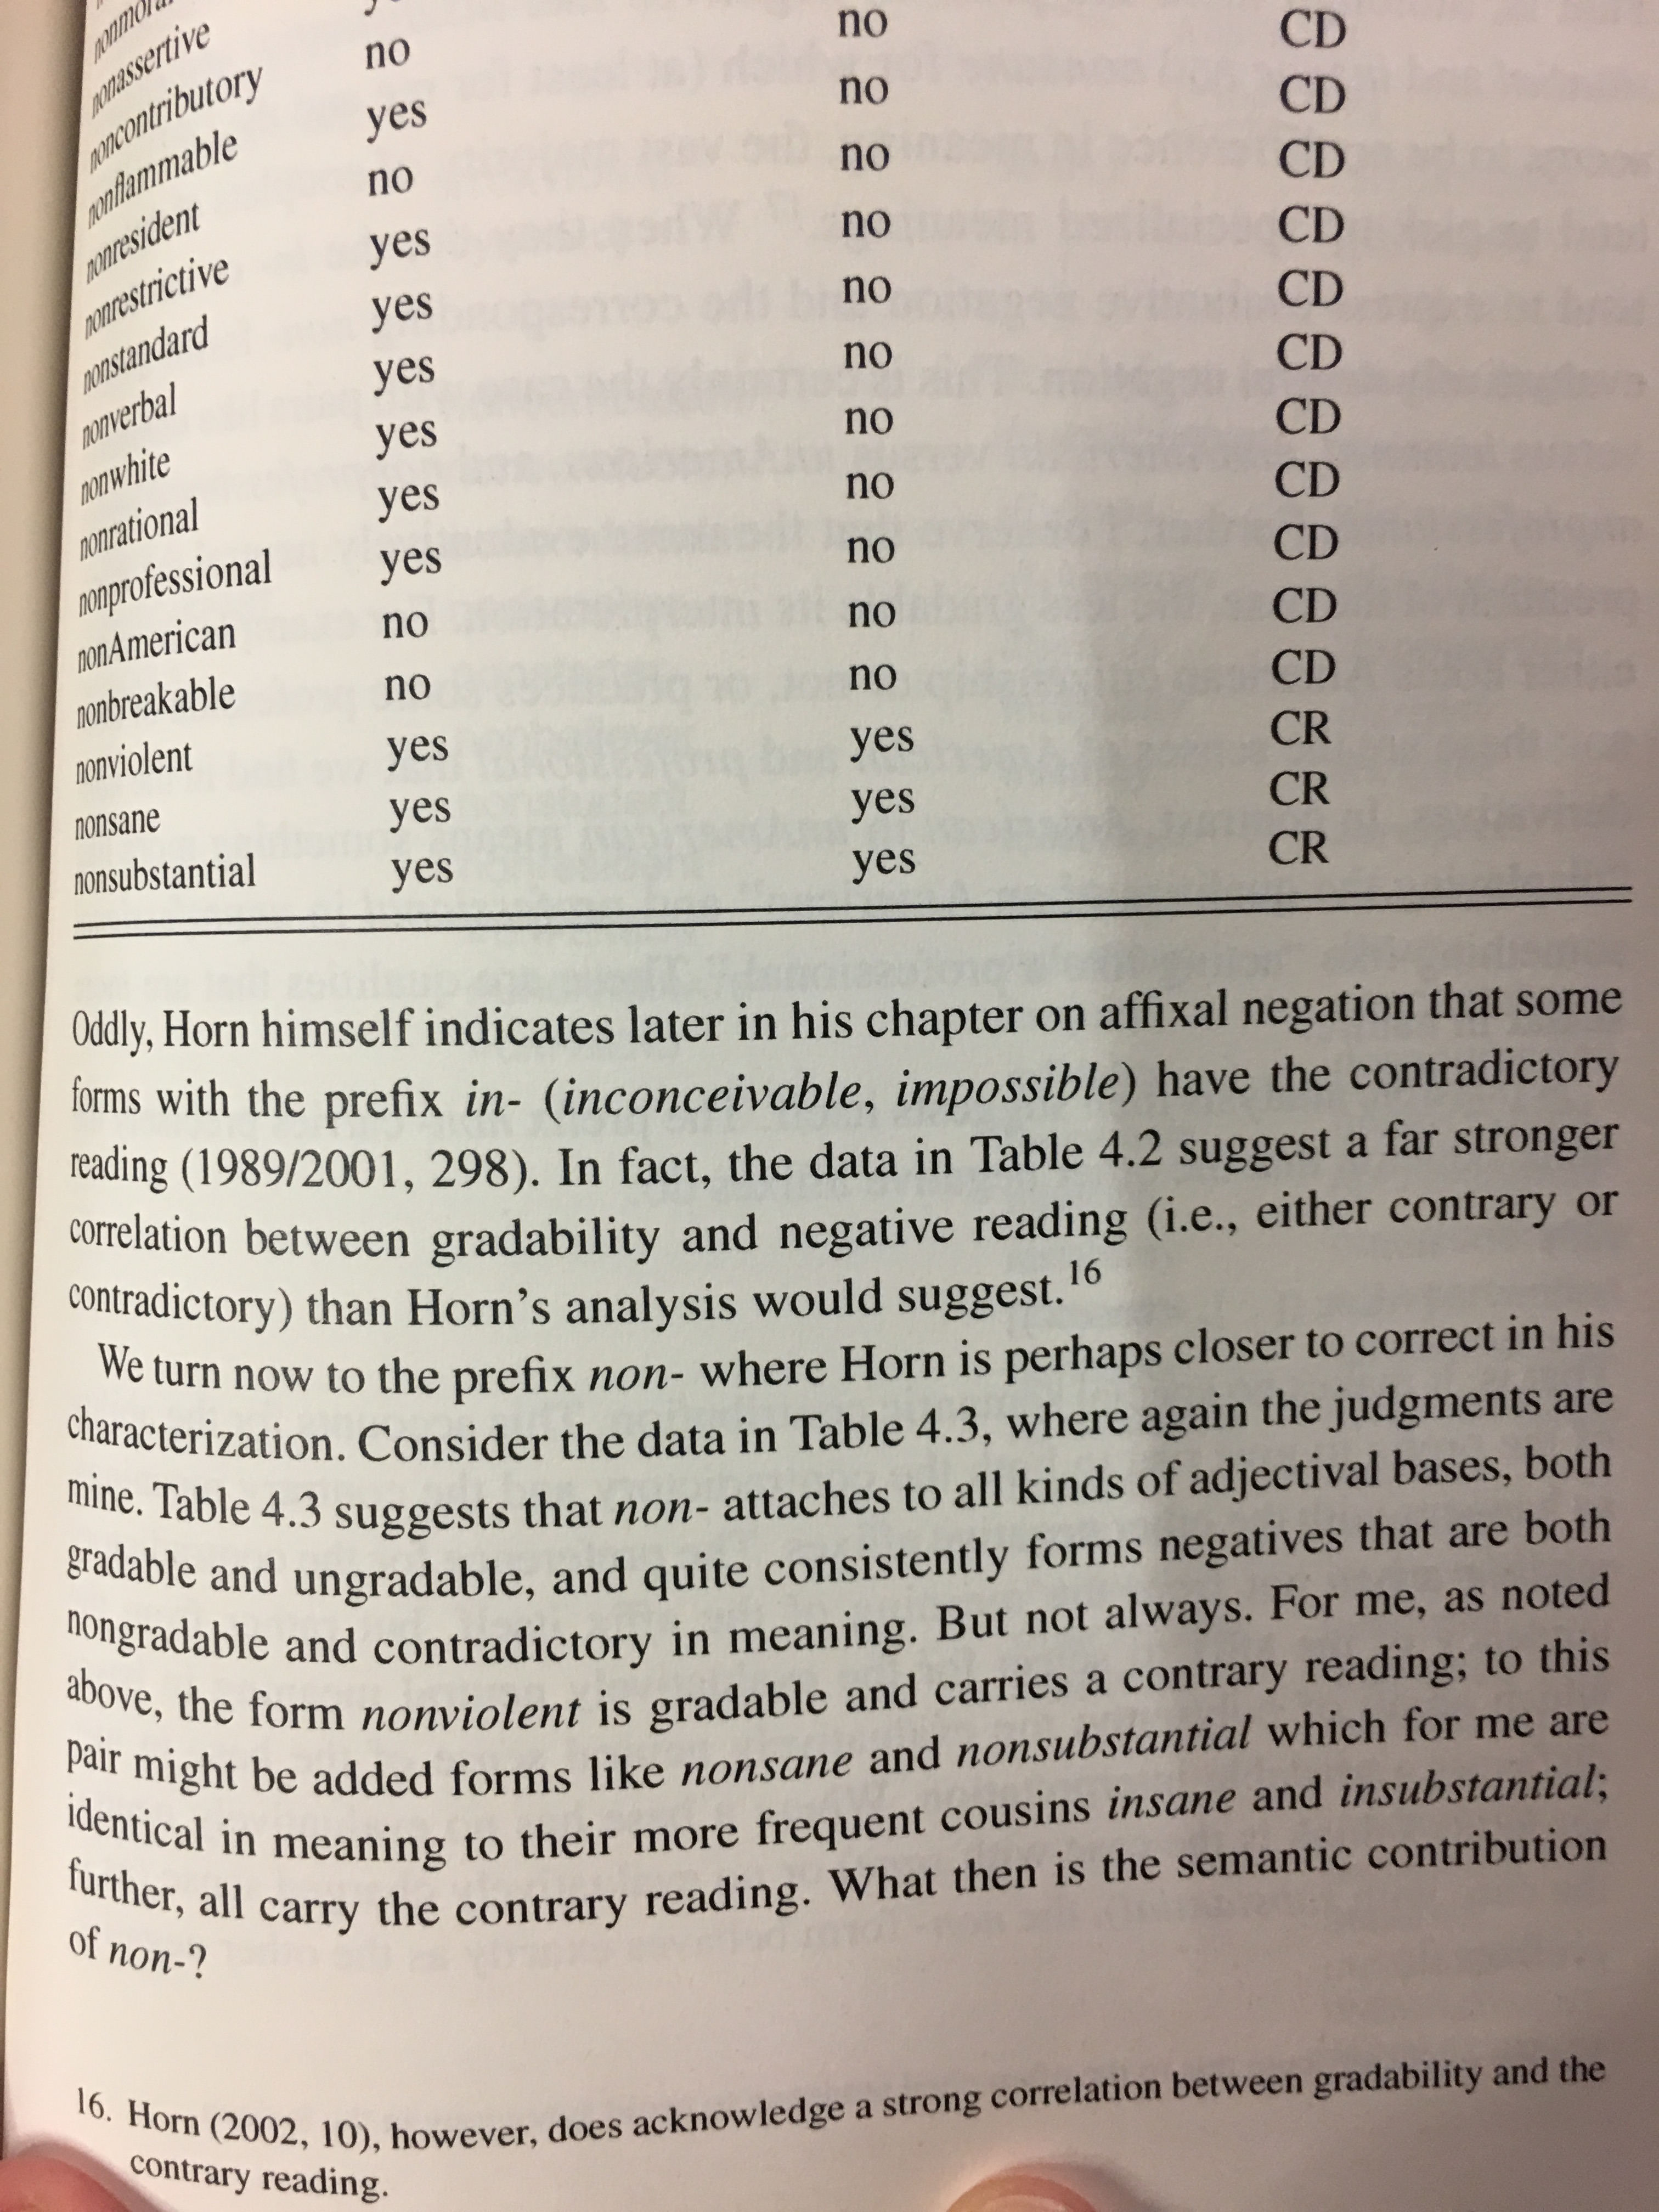 nonassertive
noncontributory no no CD
nonflammable yes no CD
nonresident no no CD
nonrestrictive yes no CD
nonstandard yes no CD
nonverbal yes no CD
nonwhite yes no CD
nonrational yes no CD
nonprofessional yes no CD
nonAmerican no no CD
nonbreakable no no CD
nonviolent yes yes CR
nonsane yes yes CR
nonsubstantial yes yes CR
Oddly, Horn himself indicates later in his chapter on affixal negation that some
forms with the prefix in- (inconceivable, impossible) have the contradictory
reading (1989/2001, 298). In fact, the data in Table 4.2 suggest a far stronger
correlation between gradability and negative reading (i.e., either contrary or
contradictory) than Horn's analysis would suggest.16
We turn now to the prefix non- where Horn is perhaps closer to correct in his
characterization. Consider the data in Table 4.3, where again the judgments are
mine. Table 4.3 suggests that non- attaches to all kinds of adjectival bases, both
gradable and ungradable, and quite consistently forms negatives that are both
nongradable and contradictory in meaning. But not always. For me, as noted
above, the form nonviolent is gradable and carries a contrary reading; to this
pair might be added forms like nonsane and nonsubstantial which for me are
identical in meaning to their more frequent cousins insane and insubstantial;
further, all carry the contrary reading. What then is the semantic contribution
of non-?
16. Horn (2002, 10), however, does acknowledge a strong correlation between gradability and the
contrary reading.